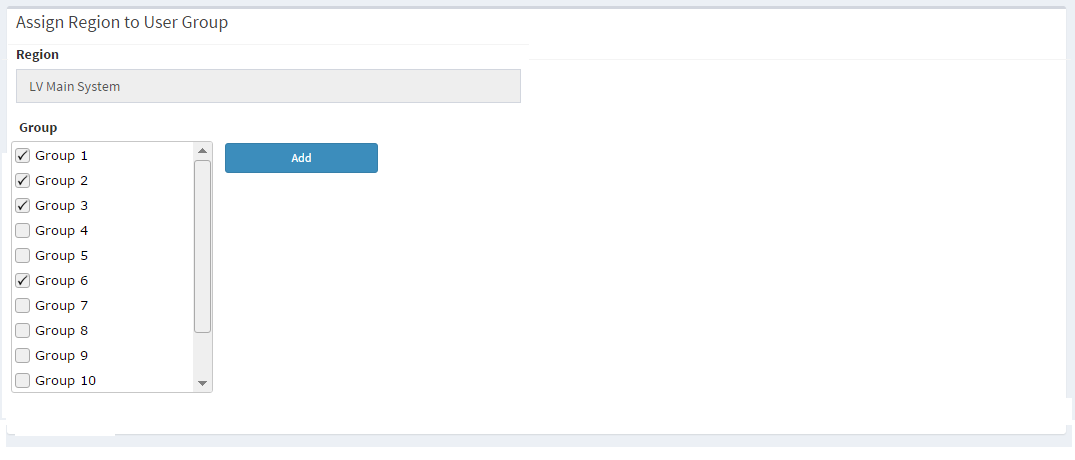 Assign Region to User Group
Region
LV Main System
Group
Group 1
Add
Group 2
Group 3
Group 4
Group 5
Group 6
Group 7
Group 8
Group 9
Group 10